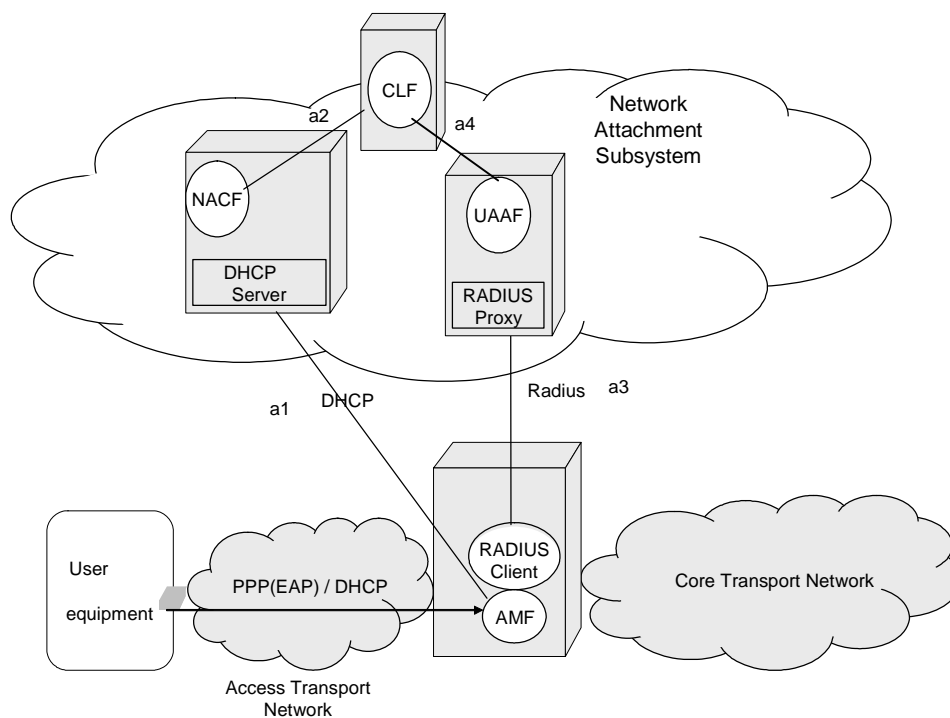 CLF
a2
a4
Network
Attachment
Subsystem
NACF
UAAF
DHCP
Server
RADIUS
Proxy
a1
DHCP
Radius
a3
User
equipment
PPP(EAP) / DHCP
RADIUS
Client
AMF
Core Transport Network
Access Transport
Network